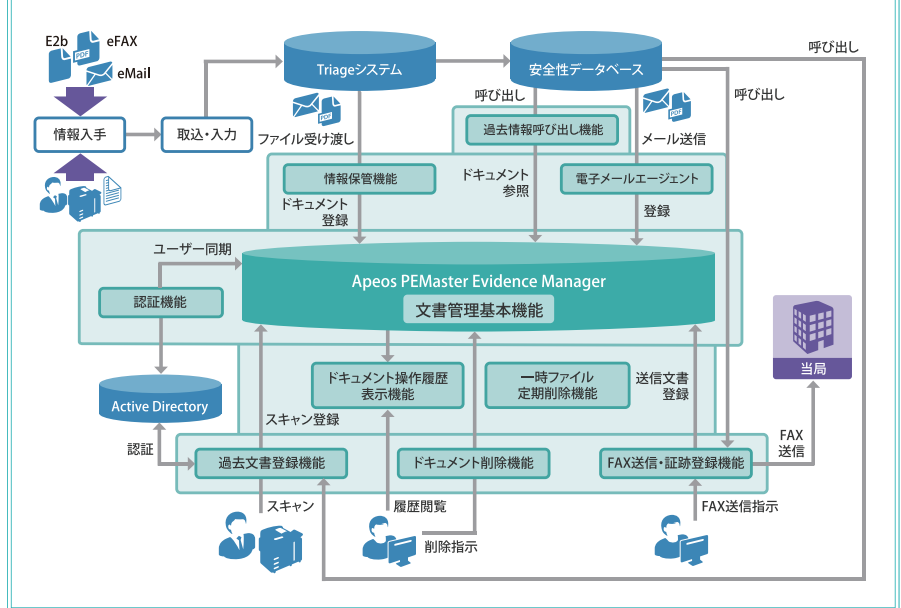 E2b
eFAX
PDF
eMail
情報入手
取込・入力
Triageシステム
安全性データベース
呼び出し
PDF
ファイル受け渡し
呼び出し
PDF
メール送信
呼び出し
過去情報呼び出し機能
情報保管機能
ドキュメント
登録
ドキュメント
参照
電子メールエージェント
登録
ユーザー同期
認証機能
Apeos PEMaster Evidence Manager
文書管理基本機能
当局
Active Directory
認証
スキャン登録
ドキュメント操作履歴
表示機能
一時ファイル
定期削除機能
送信文書
登録
FAX
送信
過去文書登録機能
ドキュメント削除機能
FAX送信・証跡登録機能
スキャン
履歴閲覧
削除指示
FAX送信指示